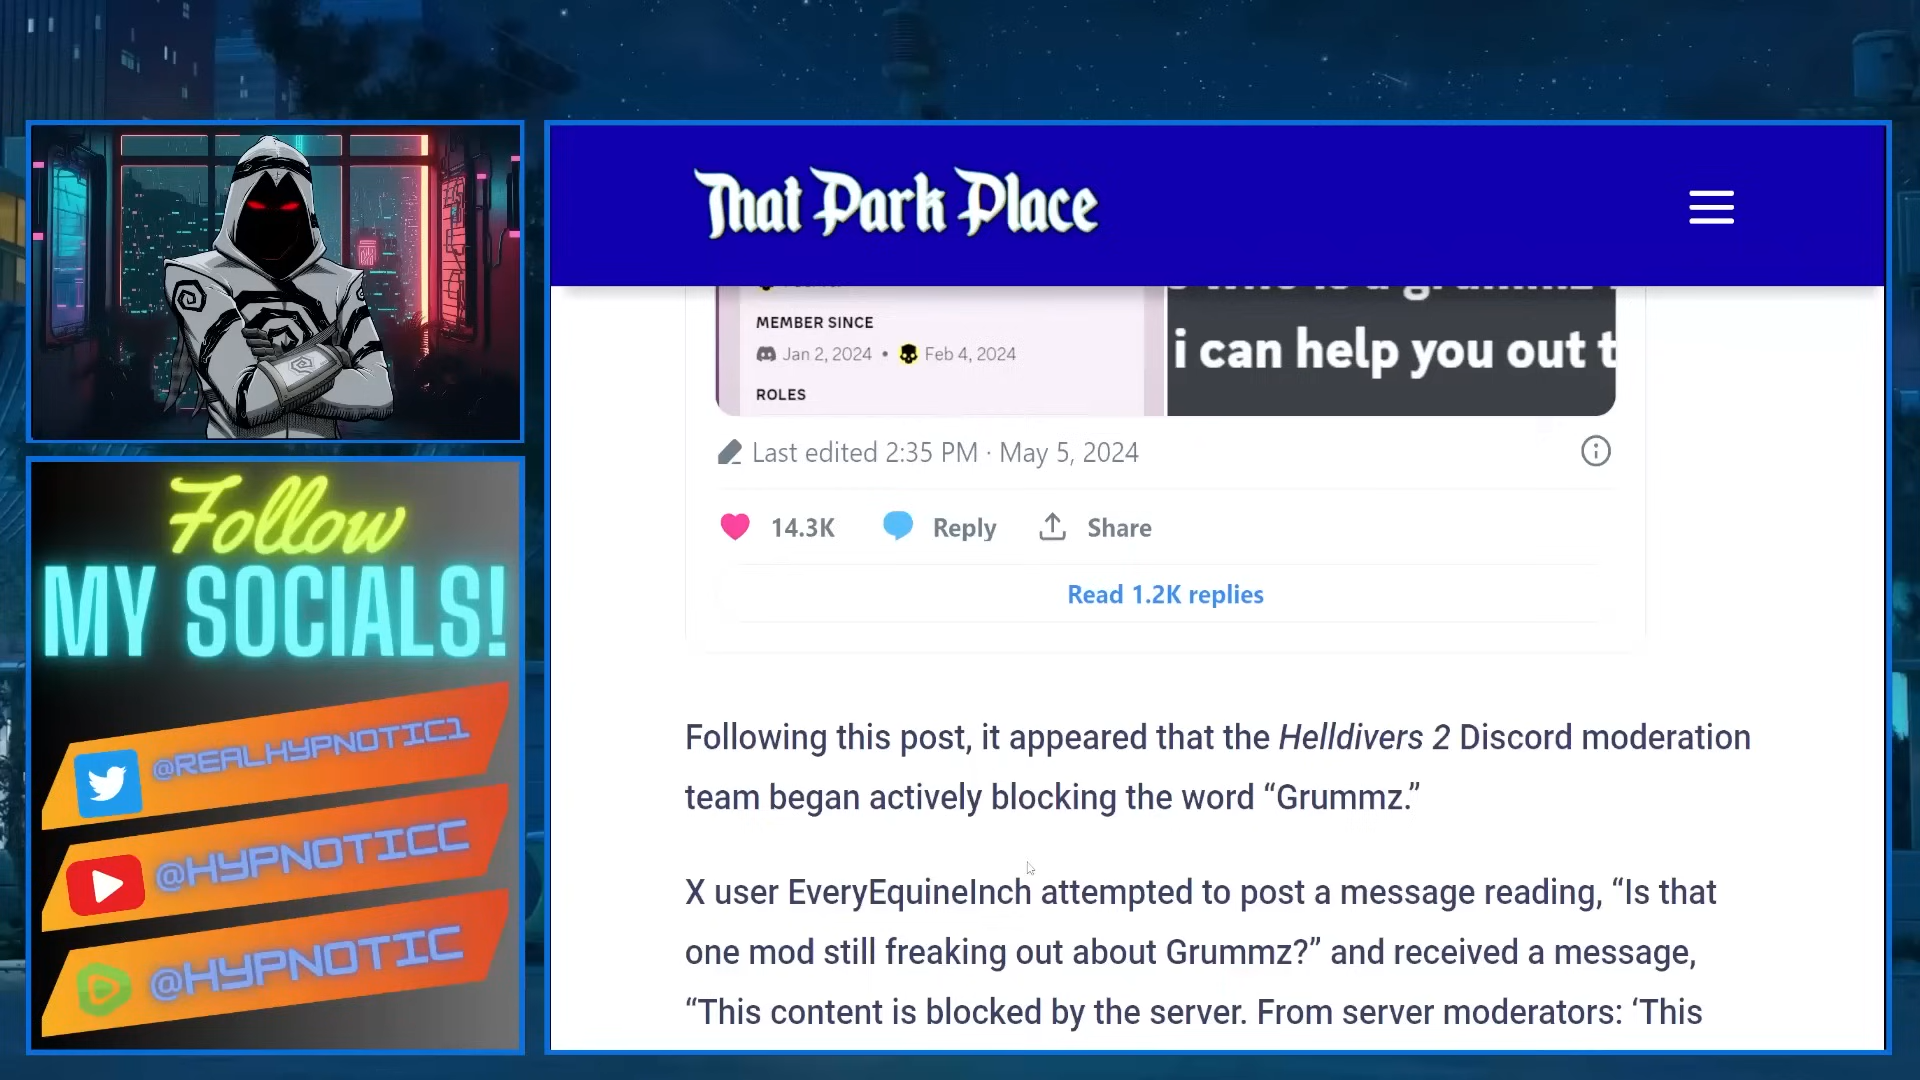 That Park Place
MEMBER SINCE
Jan 2, 2024 • Feb 4, 2024
ROLES
i can help you out t
Last edited 2:35 PM · May 5, 2024
14.3K Reply Share
Read 1.2K replies
Following this post, it appeared that the Helldivers 2 Discord moderation
team began actively blocking the word “Grummz.”
X user EveryEquineInch attempted to post a message reading, “Is that
one mod still freaking out about Grummz?” and received a message,
“This content is blocked by the server. From server moderators: ‘This
Follow
MY SOCIALS!
@REALHYPNOTIC1
@HYPNOTICC
@HYPNOTIC